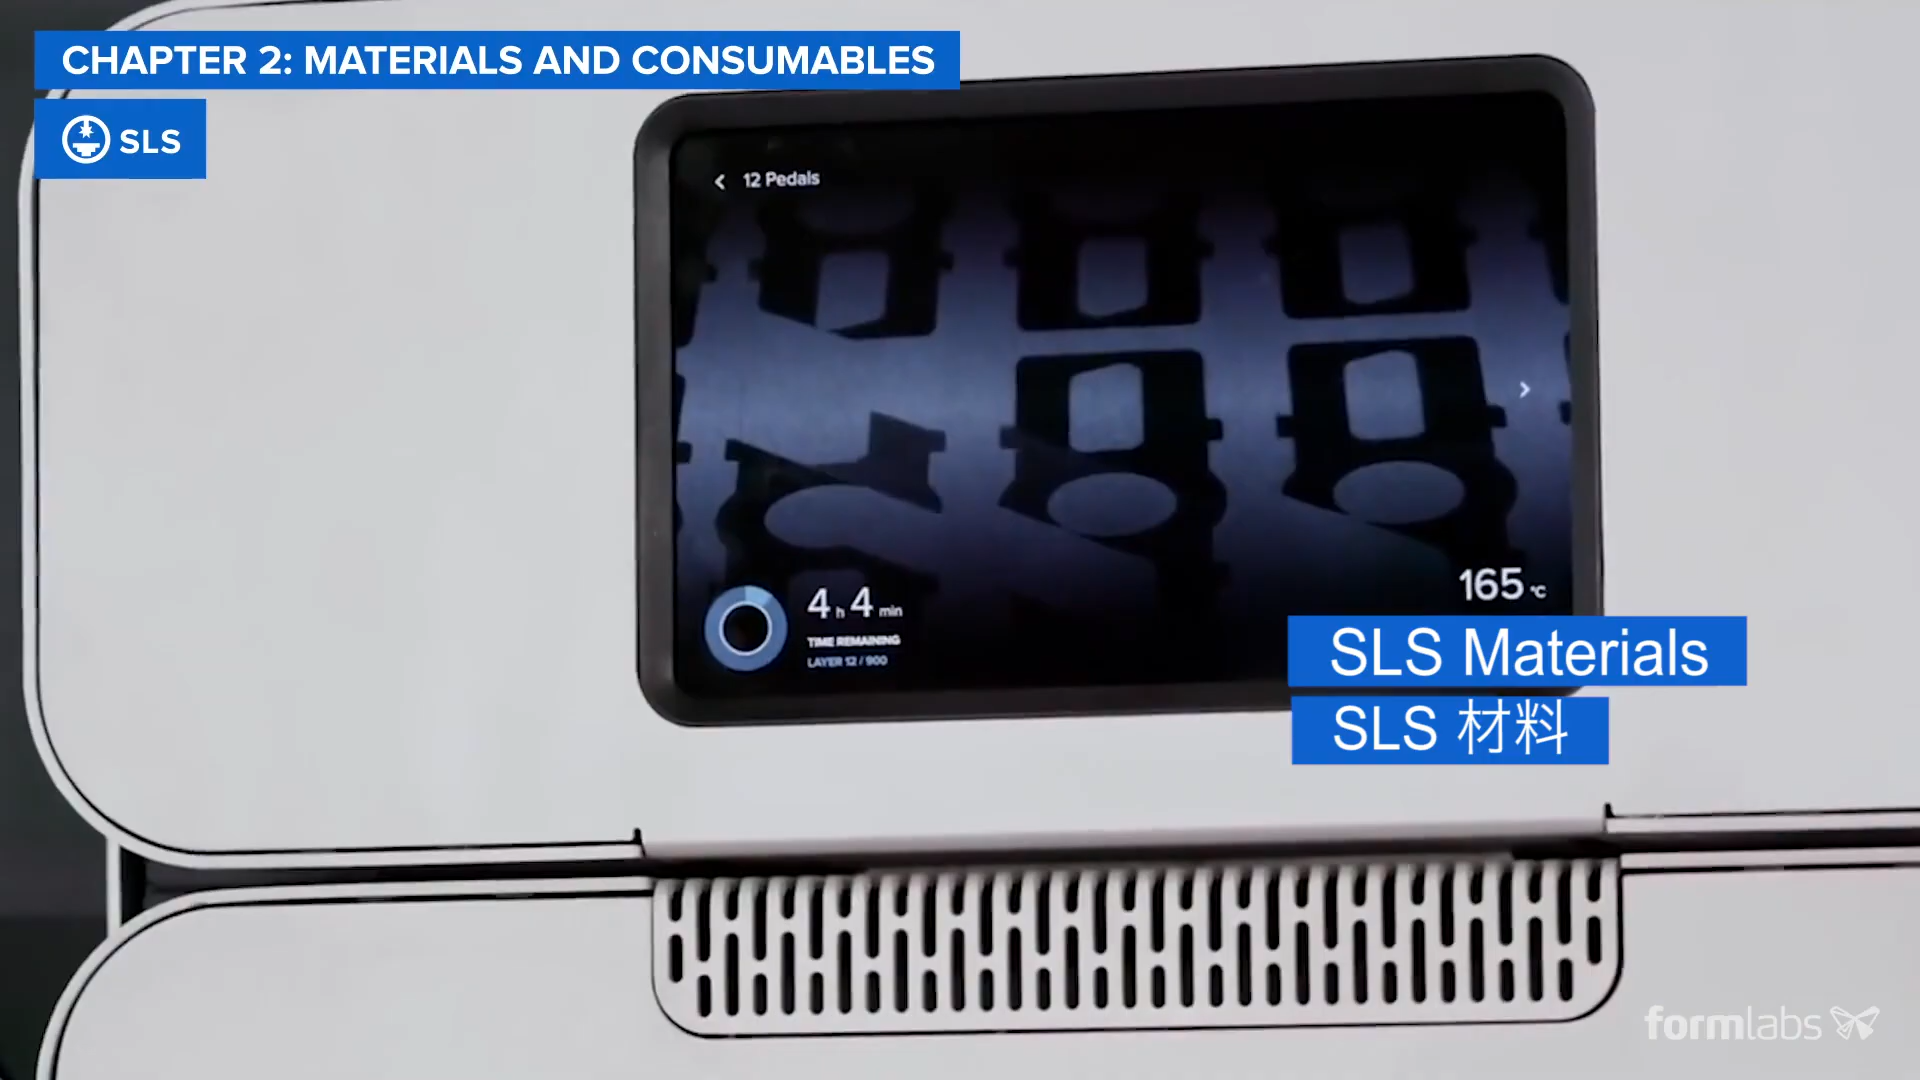 CHAPTER 2: MATERIALS AND CONSUMABLES
SLS
12 Pedals
4 h 4 min
TIME REMAINING
LAYER 12 / 900
165 °C
SLS Materials
SLS 材料
formlabs